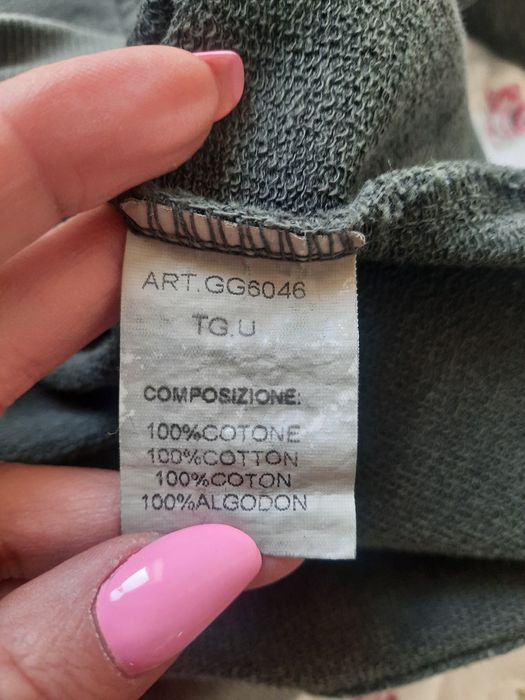 ART.GG6046
TG.U
COMPOSIZIONE:
100%COTONE
100%COTTON
100%COTON
100%ALGODON